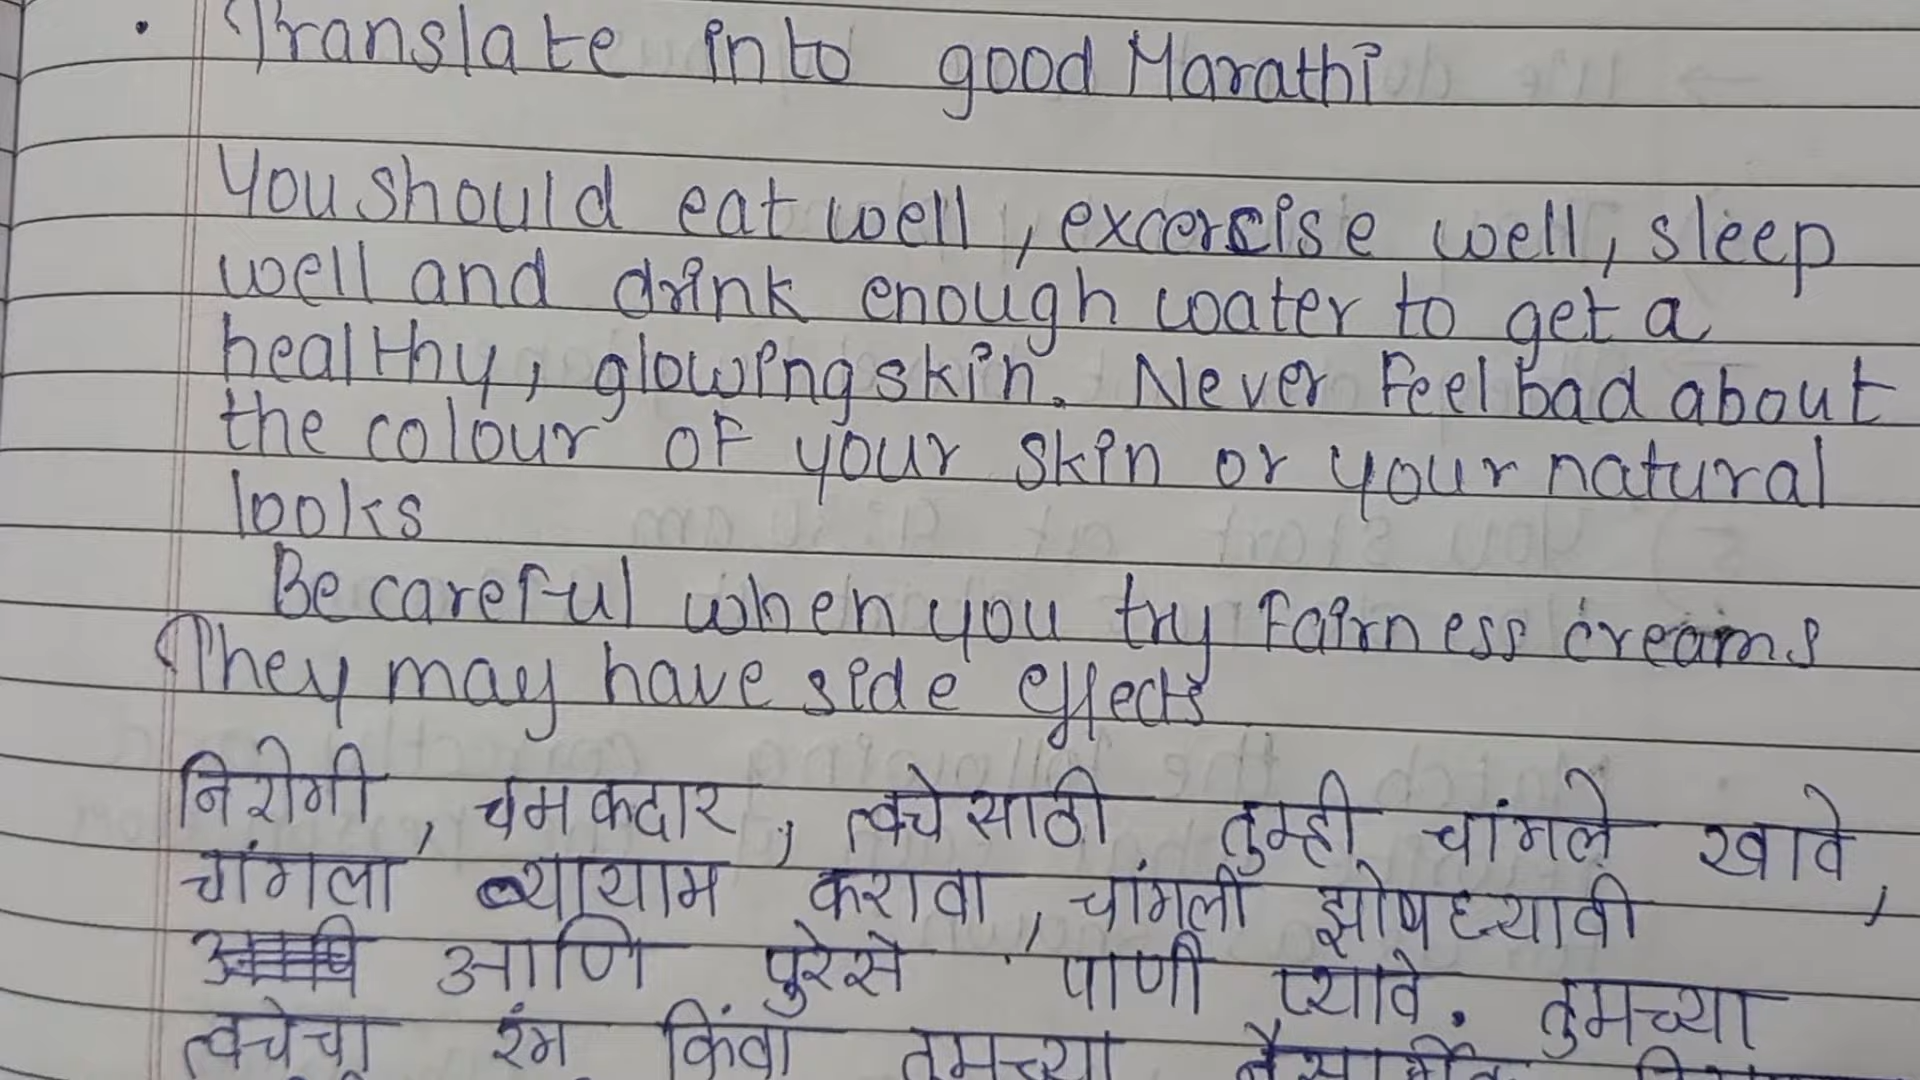 • Translate into good Marathi
You should eat well, excercise well, sleep
well and drink enough water to get a
healthy, glowing skin. Never feel bad about
the colour of your skin or your natural
looks
Be careful when you try fairness creams
They may have side effects
निरोगी, चमकदार, त्वचेसाठी तुम्ही चांगले खावे,
चांगला व्यायाम करावा, चांगली झोप घ्यावी
आणि पुरेसे पाणी प्यावे. तुमच्या
त्वचेचा रंग किंवा तुमच्या